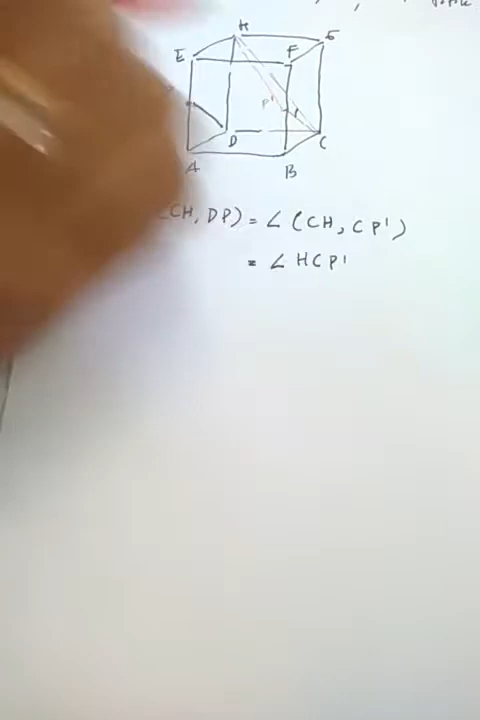 H
G
E
F
P'
D
C
A
B
CH, DP) = ∠ (CH, CP')
= ∠ HCP'